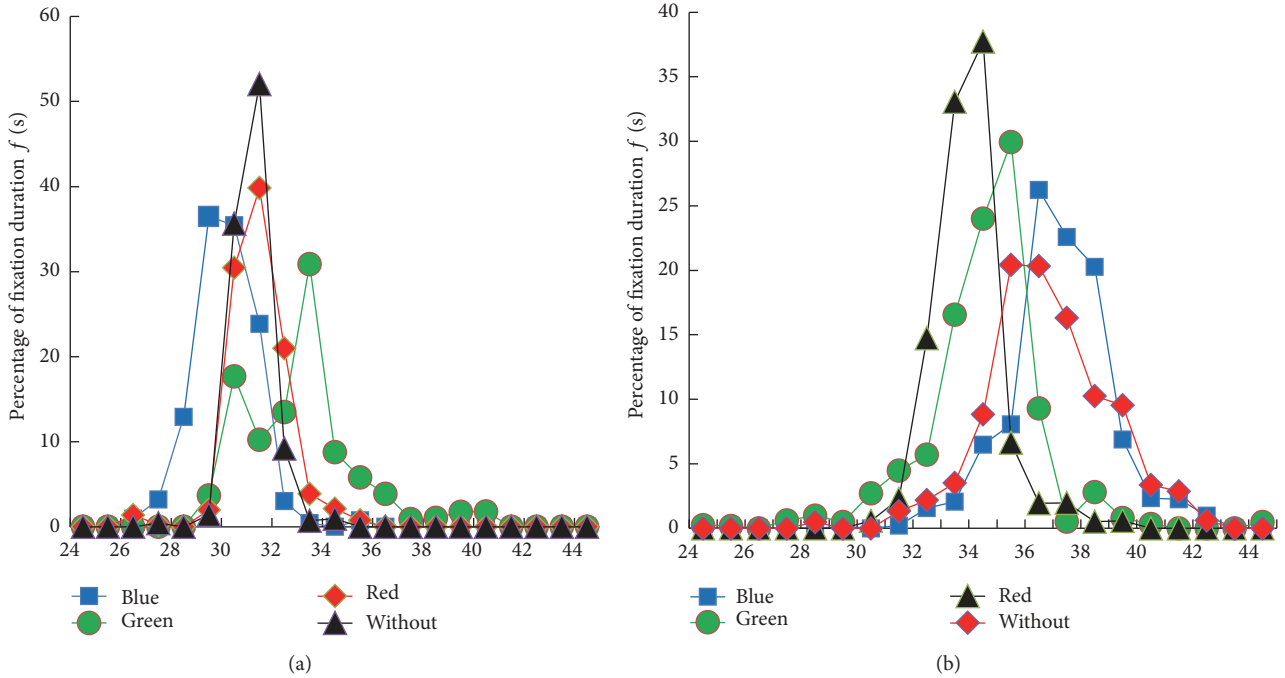 Percentage of fixation duration f (s)
60
50
40
30
20
10
0
24 26 28 30 32 34 36 38 40 42 44
Blue
Green
Red
Without
(a)
Percentage of fixation duration f (s)
40
35
30
25
20
15
10
5
0
24 26 28 30 32 34 36 38 40 42 44
Blue
Green
Red
Without
(b)